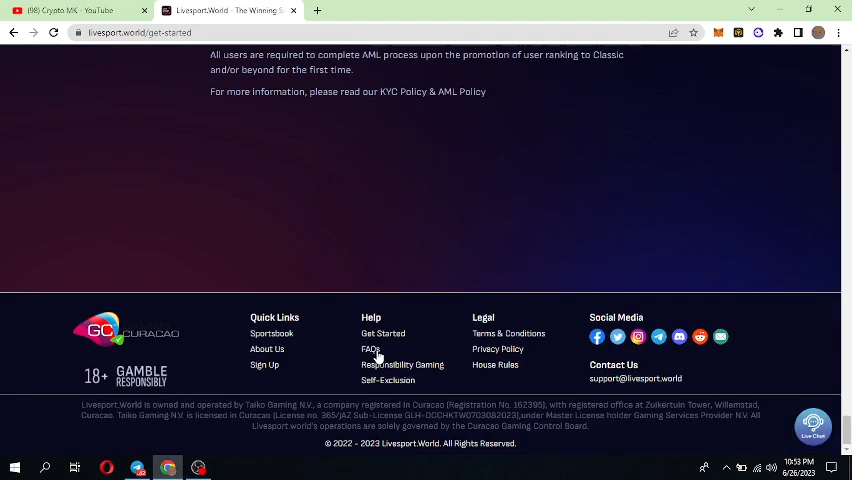 (98) Crypto MK - YouTube
Livesport.World - The Winning S
livesport.world/get-started
All users are required to complete AML process upon the promotion of user ranking to Classic
and/or beyond for the first time.
For more information, please read our KYC Policy & AML Policy
GC
CURACAO
18+ GAMBLE
RESPONSIBLY
Quick Links
Sportsbook
About Us
Sign Up
Help
Get Started
FAQs
Responsibility Gaming
Self-Exclusion
Legal
Terms & Conditions
Privacy Policy
House Rules
Social Media
Contact Us
support@livesport.world
Livesport.World is owned and operated by Taiko Gaming N.V., a company registered in Curacao (Registration No. 162395), with registered office at Zuikertuin Tower, Willemstad,
Curacao. Taiko Gaming N.V. is licensed in Curacao (License no. 365/JAZ Sub-License GLH-OCCHKTW0703082023),under Master License holder Gaming Services Provider N.V. All
Livesport.world's operations are solely governed by the Curacao Gaming Control Board.
© 2022 - 2023 Livesport.World. All Rights Reserved.
Live Chat
10:53 PM
6/26/2023